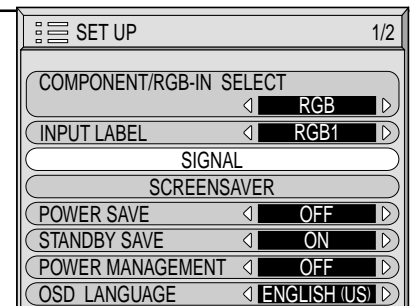 SET UP 1/2
COMPONENT/RGB-IN SELECT
RGB
INPUT LABEL RGB1
SIGNAL
SCREENSAVER
POWER SAVE OFF
STANDBY SAVE ON
POWER MANAGEMENT OFF
OSD LANGUAGE ENGLISH (US)